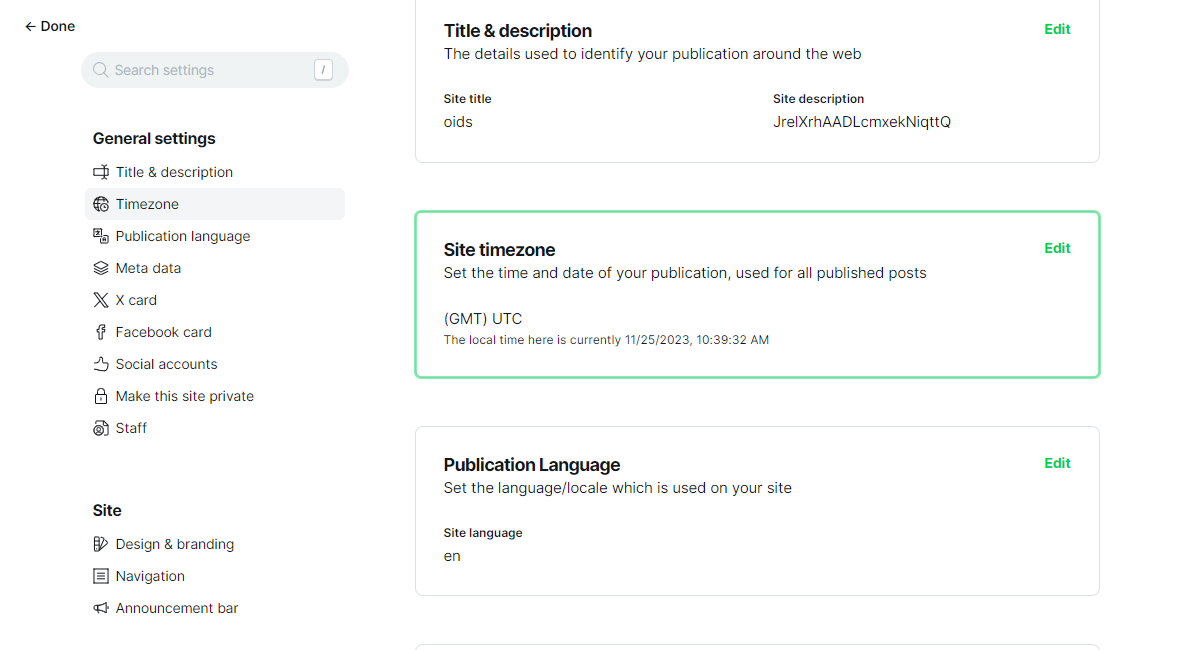 ← Done
Search settings /
General settings
Title & description
Timezone
Publication language
Meta data
X card
Facebook card
Social accounts
Make this site private
Staff
Site
Design & branding
Navigation
Announcement bar
Title & description
Edit
The details used to identify your publication around the web
Site title
oids
Site description
JrelXrhAADLcmxekNiqttQ
Site timezone
Edit
Set the time and date of your publication, used for all published posts
(GMT) UTC
The local time here is currently 11/25/2023, 10:39:32 AM
Publication Language
Edit
Set the language/locale which is used on your site
Site language
en